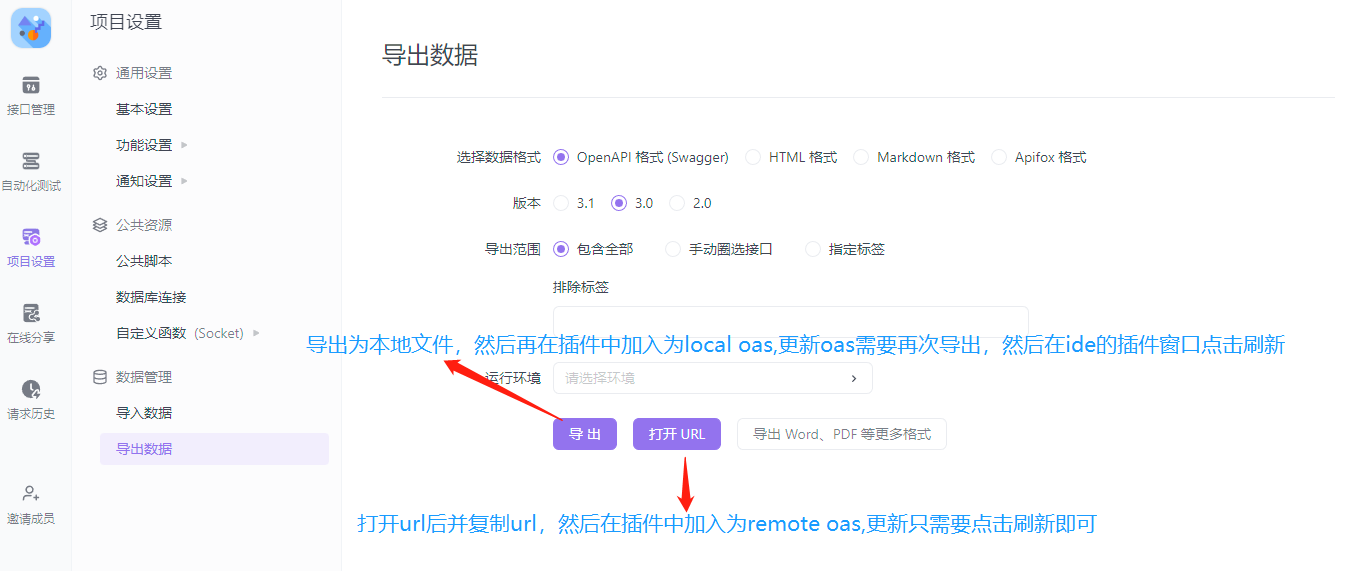 项目设置
接口管理
自动化测试
项目设置
在线分享
请求历史
邀请成员
通用设置
基本设置
功能设置
通知设置
公共资源
公共脚本
数据库连接
自定义函数 (Socket)
数据管理
导入数据
导出数据
导出数据
选择数据格式 OpenAPI 格式 (Swagger) HTML 格式 Markdown 格式 Apifox 格式
版本 3.1 3.0 2.0
导出范围 包含全部 手动圈选接口 指定标签
排除标签
导出为本地文件，然后再在插件中加入为local oas,更新oas需要再次导出，然后在ide的插件窗口点击刷新
运行环境 请选择环境
导 出 打开 URL 导出 Word、PDF 等更多格式
打开url后并复制url，然后在插件中加入为remote oas,更新只需要点击刷新即可